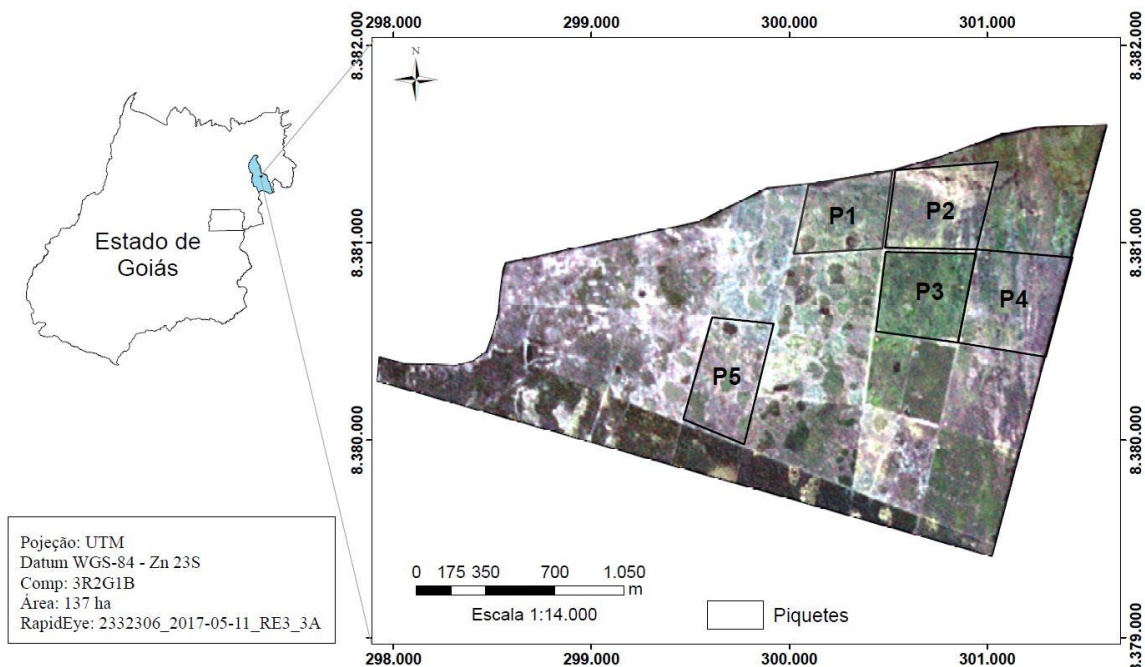 298.000 299.000 300.000 301.000
8.382.000 8.382.000
N
P1 P2
8.381.000 8.381.000
Estado de
Goiás
P3 P4
P5
8.380.000 8.380.000
Pojeção: UTM
Datum WGS-84 - Zn 23S
Comp: 3R2G1B
Área: 137 ha
RapidEye: 2332306_2017-05-11_RE3_3A
0 175 350 700 1.050
m
Escala 1:14.000
Piquetes
8.379.000 8.379.000
298.000 299.000 300.000 301.000